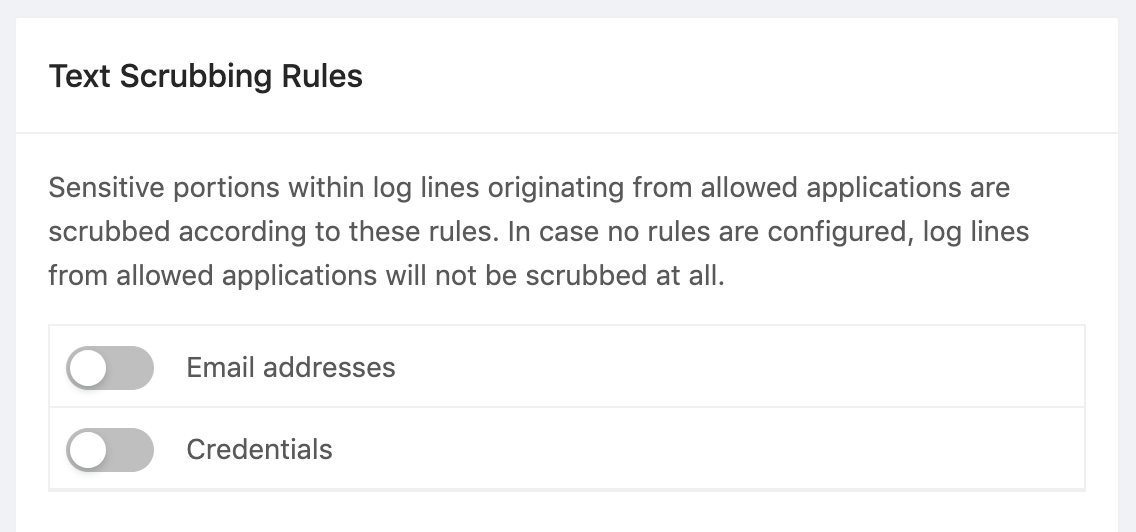 Text Scrubbing Rules
Sensitive portions within log lines originating from allowed applications are
scrubbed according to these rules. In case no rules are configured, log lines
from allowed applications will not be scrubbed at all.
Email addresses
Credentials